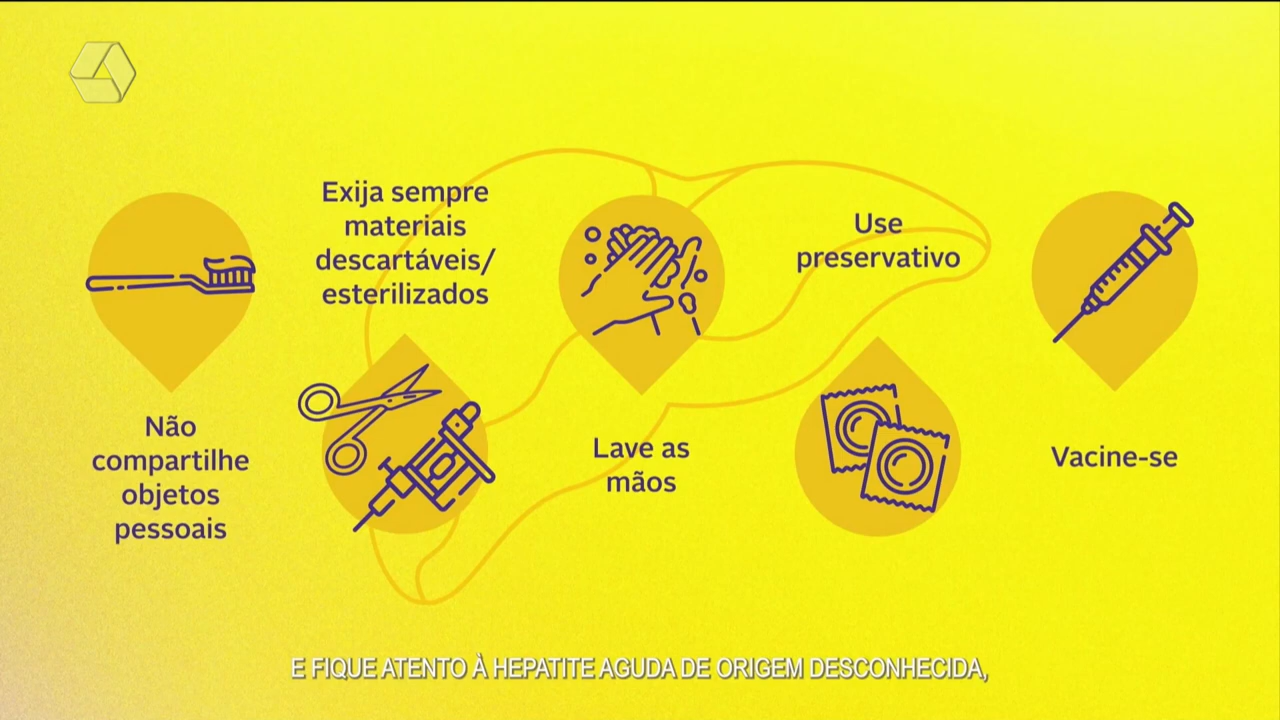 Não
compartilhe
objetos
pessoais
Exija sempre
materiais
descartáveis/
esterilizados
Lave as
mãos
Use
preservativo
Vacine-se
E FIQUE ATENTO À HEPATITE AGUDA DE ORIGEM DESCONHECIDA,